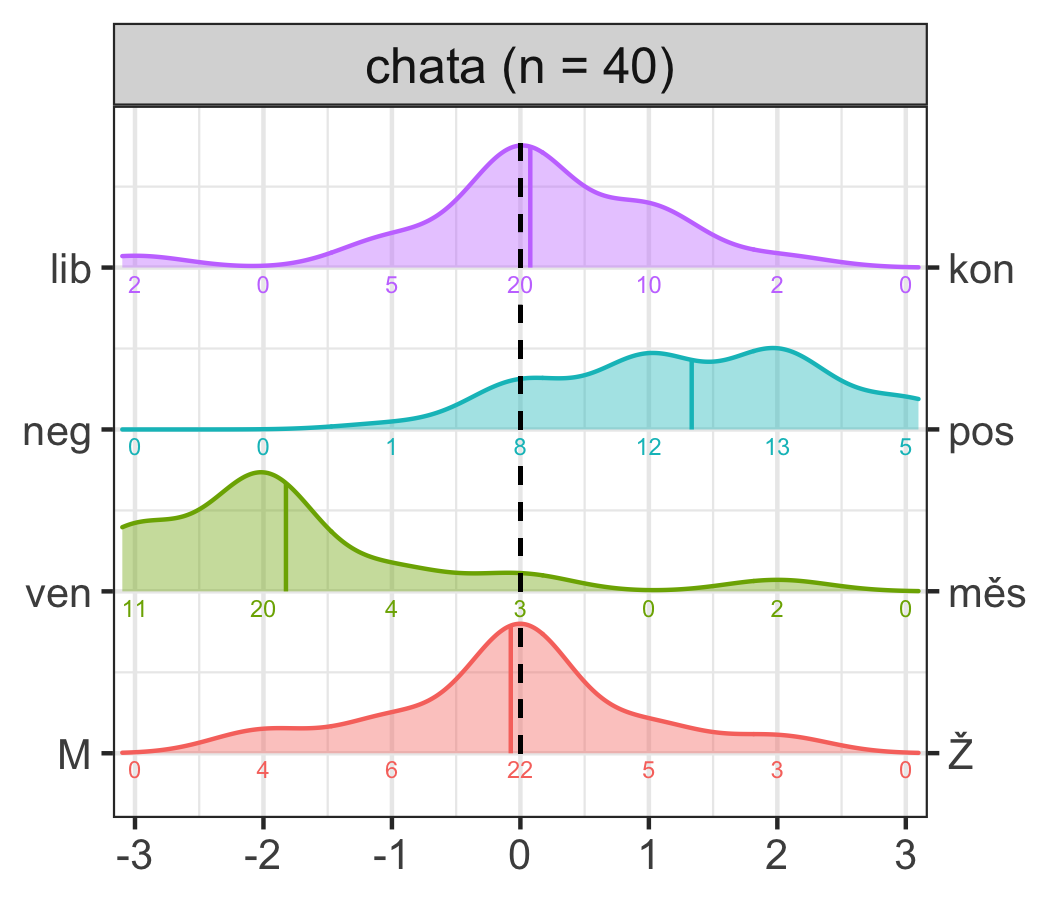 chata (n = 40)
lib kon
2 0 5 20 10 2 0
neg pos
0 0 1 8 12 13 5
ven měs
11 20 4 3 0 2 0
M Ž
0 4 6 22 5 3 0
-3 -2 -1 0 1 2 3